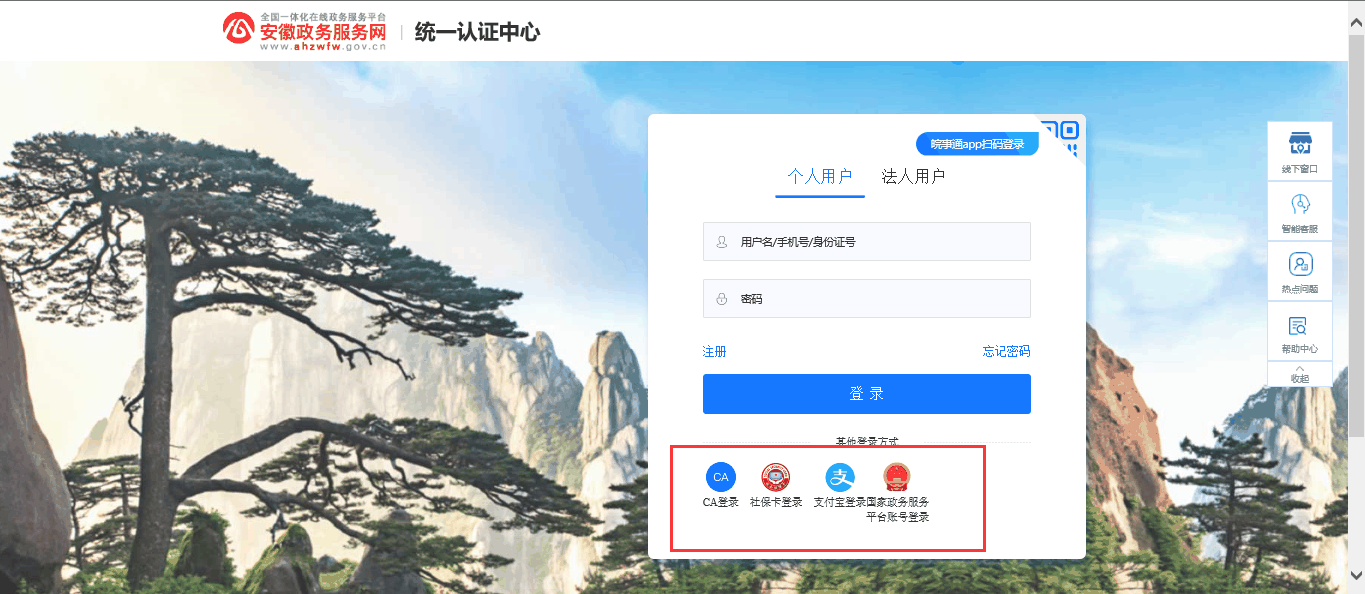 全国一体化在线政务服务平台
安徽政务服务网
www.ahzwfw.gov.cn
统一认证中心
皖事通app扫码登录
个人用户
法人用户
用户名/手机号/身份证号
密码
注册
忘记密码
登 录
其他登录方式
CA
CA登录
社保卡登录
支
支付宝登录
国家政务服务
平台账号登录
线下窗口
智能客服
热点问题
帮助中心
收起